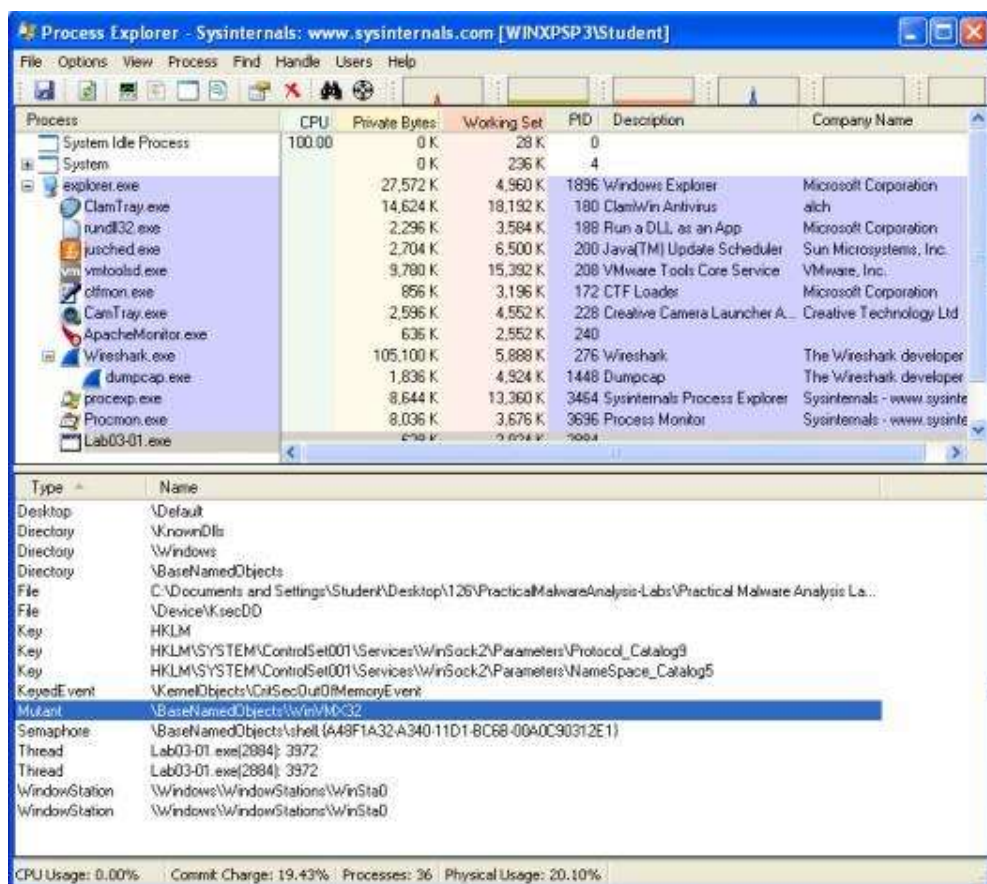 Process Explorer - Sysinternals: www.sysinternals.com [WINXPSP3\Student]
File Options View Process Find Handle Users Help
Process CPU Private Bytes Working Set PID Description Company Name
System Idle Process 100.00 0 K 28 K 0
System 0 K 236 K 4
explorer.exe 27,572 K 4,960 K 1896 Windows Explorer Microsoft Corporation
ClamTray.exe 14,624 K 18,192 K 180 ClamWin Antivirus alch
rundll32.exe 2,296 K 3,584 K 188 Run a DLL as an App Microsoft Corporation
jusched.exe 2,704 K 6,500 K 200 Java(TM) Update Scheduler Sun Microsystems, Inc.
vmtoolsd.exe 9,780 K 15,392 K 208 VMware Tools Core Service VMware, Inc.
ctfmon.exe 856 K 3,196 K 172 CTF Loader Microsoft Corporation
CamTray.exe 2,596 K 4,552 K 228 Creative Camera Launcher A... Creative Technology Ltd
ApacheMonitor.exe 636 K 2,552 K 240
Wireshark.exe 105,100 K 5,888 K 276 Wireshark The Wireshark developer
dumpcap.exe 1,836 K 4,924 K 1448 Dumpcap The Wireshark developer
procexp.exe 8,644 K 13,360 K 3464 Sysinternals Process Explorer Sysinternals - www.sysinte
Procmon.exe 8,036 K 3,676 K 3696 Process Monitor Sysinternals - www.sysinte
Lab03-01.exe 628 K 2,024 K 2884
Type Name
Desktop \Default
Directory \KnownDlls
Directory \Windows
Directory \BaseNamedObjects
File C:\Documents and Settings\Student\Desktop\126\PracticalMalwareAnalysis-Labs\Practical Malware Analysis La...
File \Device\KsecDD
Key HKLM
Key HKLM\SYSTEM\ControlSet001\Services\WinSock2\Parameters\Protocol_Catalog9
Key HKLM\SYSTEM\ControlSet001\Services\WinSock2\Parameters\NameSpace_Catalog5
KeyedEvent \KernelObjects\CritSecOutOfMemoryEvent
Mutant \BaseNamedObjects\WinVMX32
Semaphore \BaseNamedObjects\shell.{A48F1A32-A340-11D1-BC6B-00A0C90312E1}
Thread Lab03-01.exe(2884): 3972
Thread Lab03-01.exe(2884): 3972
WindowStation \Windows\WindowStations\WinSta0
WindowStation \Windows\WindowStations\WinSta0
CPU Usage: 0.00% Commit Charge: 19.43% Processes: 36 Physical Usage: 20.10%